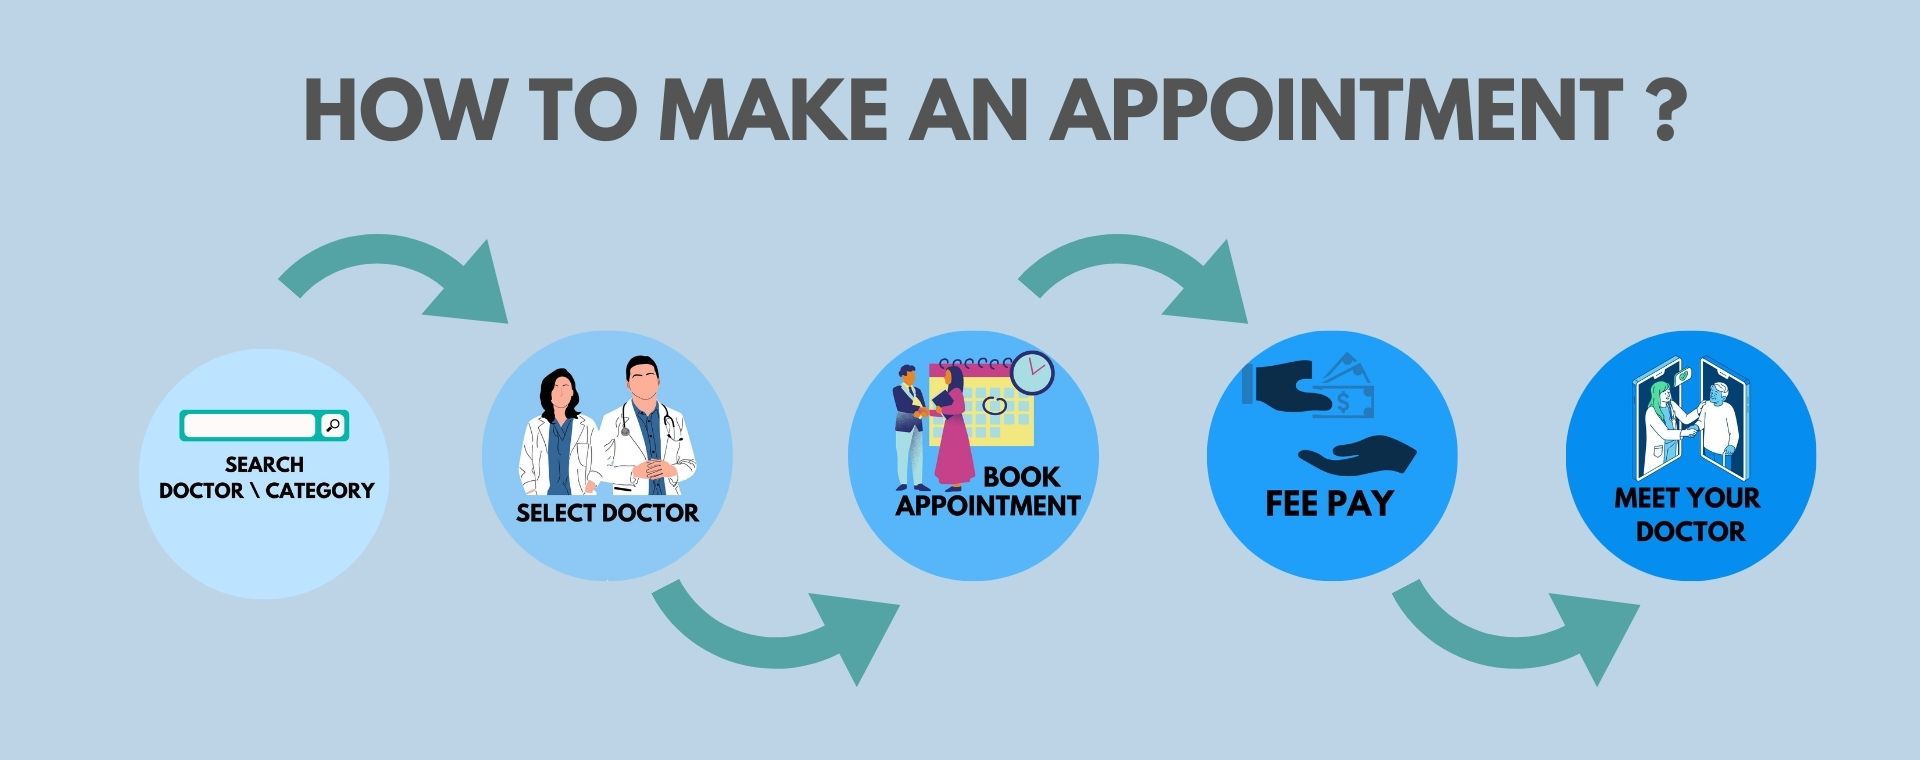 HOW TO MAKE AN APPOINTMENT ?
SEARCH
DOCTOR \ CATEGORY
SELECT DOCTOR
BOOK
APPOINTMENT
$
FEE PAY
MEET YOUR
DOCTOR